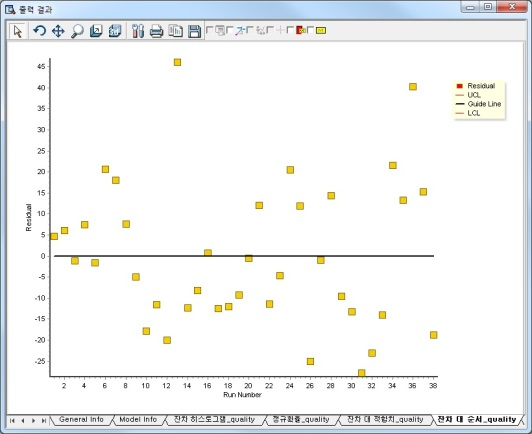 출력 결과
Residual
UCL
Guide Line
LCL
45
40
35
30
25
20
15
10
5
0
-5
-10
-15
-20
-25
Residual
2 4 6 8 10 12 14 16 18 20 22 24 26 28 30 32 34 36 38
Run Number
General Info / Model Info / 잔차 히스토그램_quality / 정규확률_quality / 잔차 대 적합치_quality / 잔차 대 순서_quality